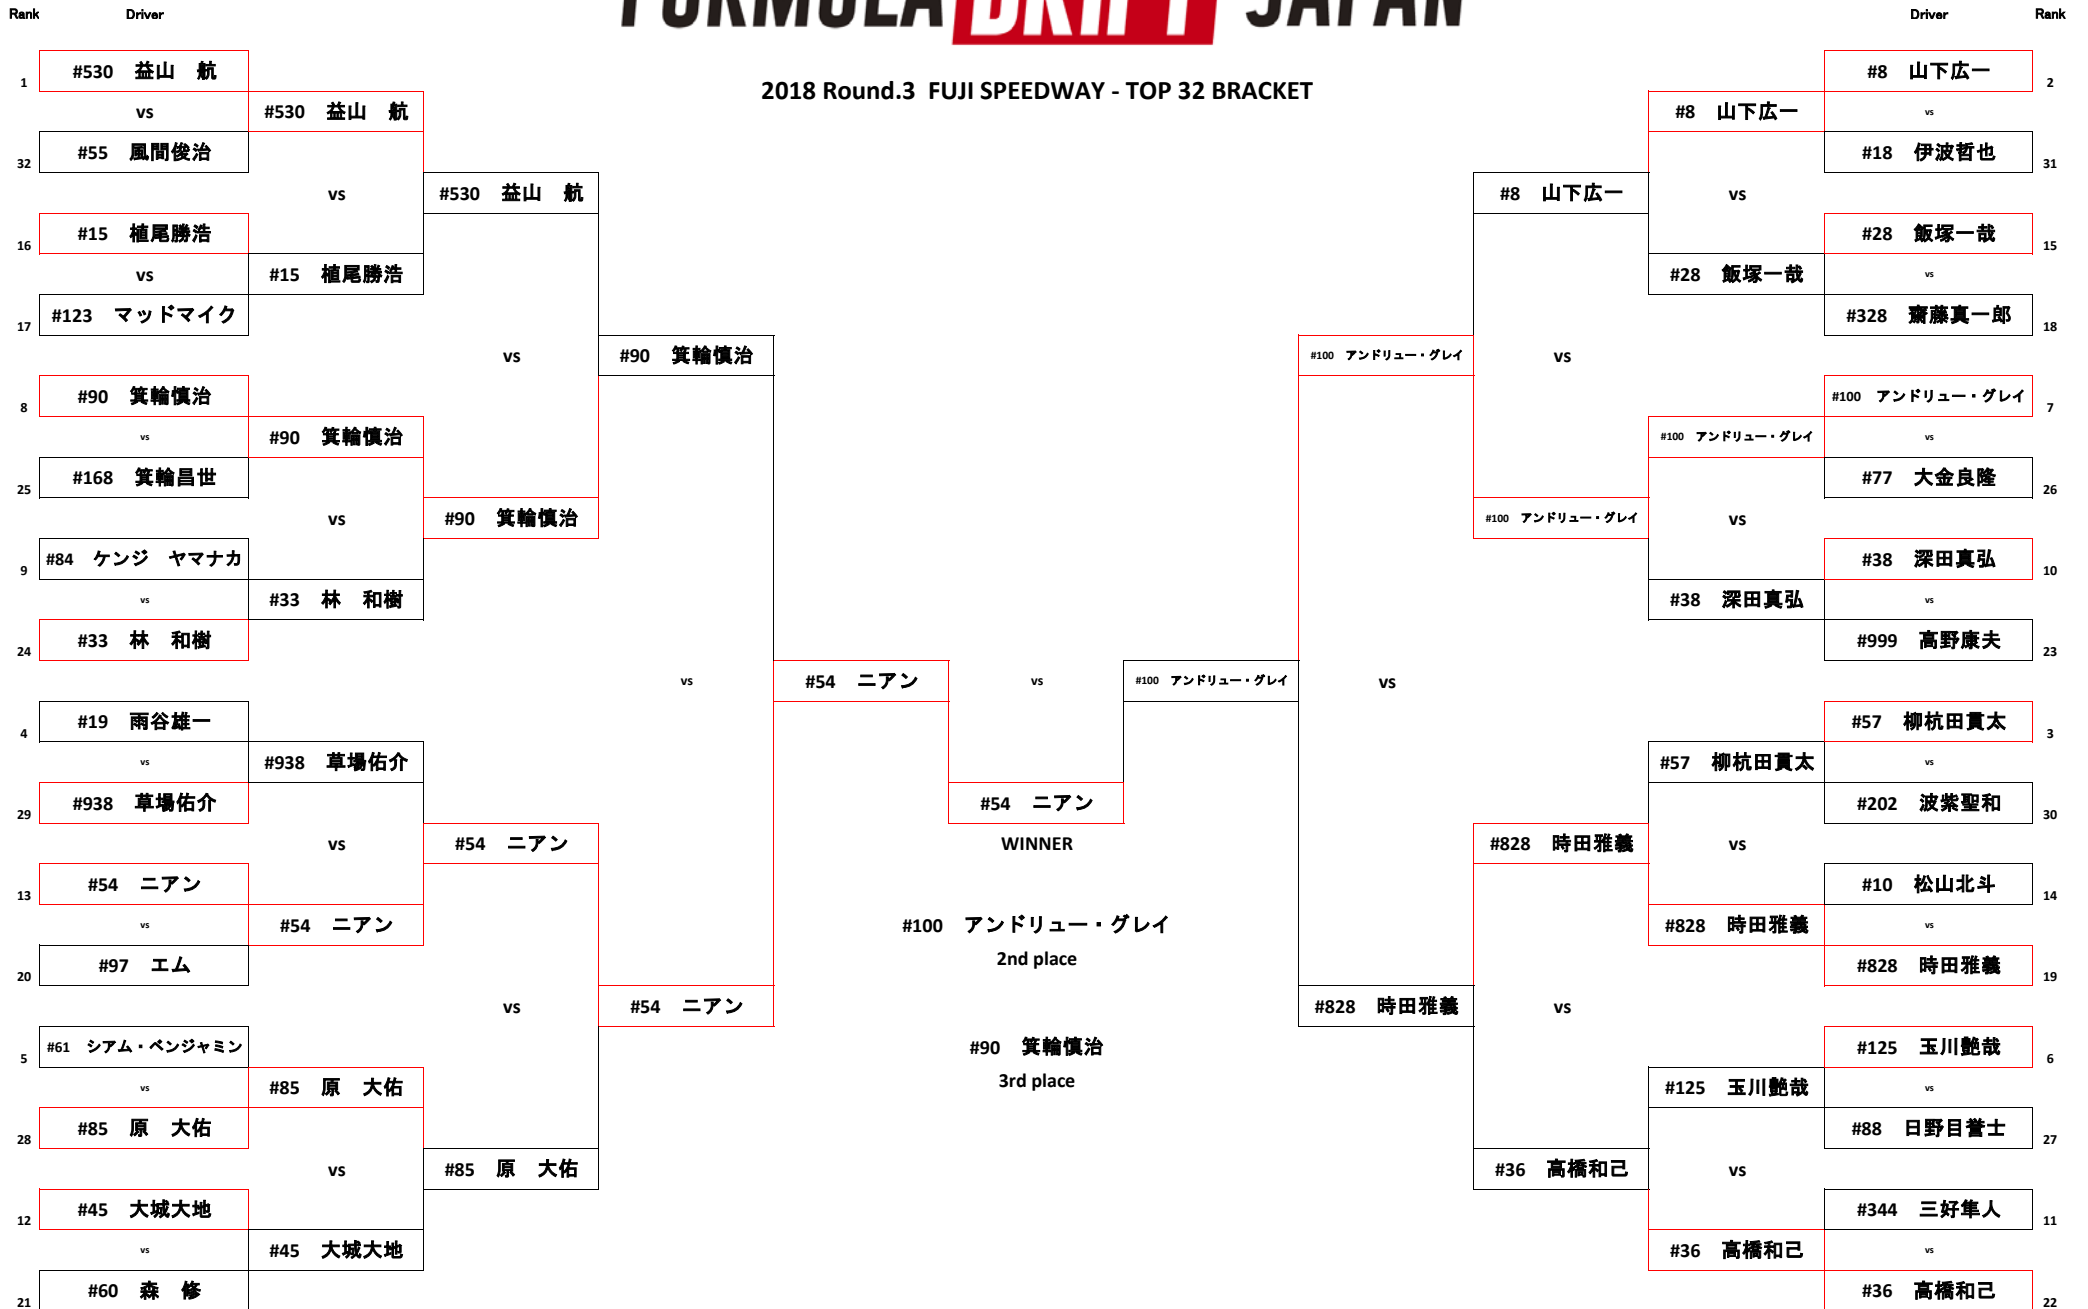 FORMULA DRIFT JAPAN
Rank Driver
Driver Rank
2018 Round.3 FUJI SPEEDWAY - TOP 32 BRACKET
1 #530 益山 航
vs
32 #55 風間俊治
16 #15 植尾勝浩
vs
17 #123 マッドマイク
8 #90 箕輪慎治
vs
25 #168 箕輪昌世
9 #84 ケンジ ヤマナカ
vs
24 #33 林 和樹
4 #19 雨谷雄一
vs
29 #938 草場佑介
13 #54 ニアン
vs
20 #97 エム
5 #61 シアム・ベンジャミン
vs
28 #85 原 大佑
12 #45 大城大地
vs
21 #60 森 修
#530 益山 航
vs
#15 植尾勝浩
#90 箕輪慎治
vs
#33 林 和樹
#938 草場佑介
vs
#54 ニアン
#85 原 大佑
vs
#45 大城大地
#530 益山 航
vs
#90 箕輪慎治
#54 ニアン
vs
#85 原 大佑
#90 箕輪慎治
vs
#54 ニアン
#54 ニアン
vs
#100 アンドリュー・グレイ
#54 ニアン
WINNER
#100 アンドリュー・グレイ
2nd place
#90 箕輪慎治
3rd place
#100 アンドリュー・グレイ
vs
#828 時田雅義
#8 山下広一
vs
#100 アンドリュー・グレイ
#828 時田雅義
vs
#36 高橋和己
#8 山下広一
vs
#28 飯塚一哉
#100 アンドリュー・グレイ
vs
#38 深田真弘
#57 柳杭田貫太
vs
#828 時田雅義
#125 玉川艶哉
vs
#36 高橋和己
#8 山下広一 2
vs
#18 伊波哲也 31
#28 飯塚一哉 15
vs
#328 齋藤真一郎 18
#100 アンドリュー・グレイ 7
vs
#77 大金良隆 26
#38 深田真弘 10
vs
#999 高野康夫 23
#57 柳杭田貫太 3
vs
#202 波紫聖和 30
#10 松山北斗 14
vs
#828 時田雅義 19
#125 玉川艶哉 6
vs
#88 日野目誉士 27
#344 三好隼人 11
vs
#36 高橋和己 22